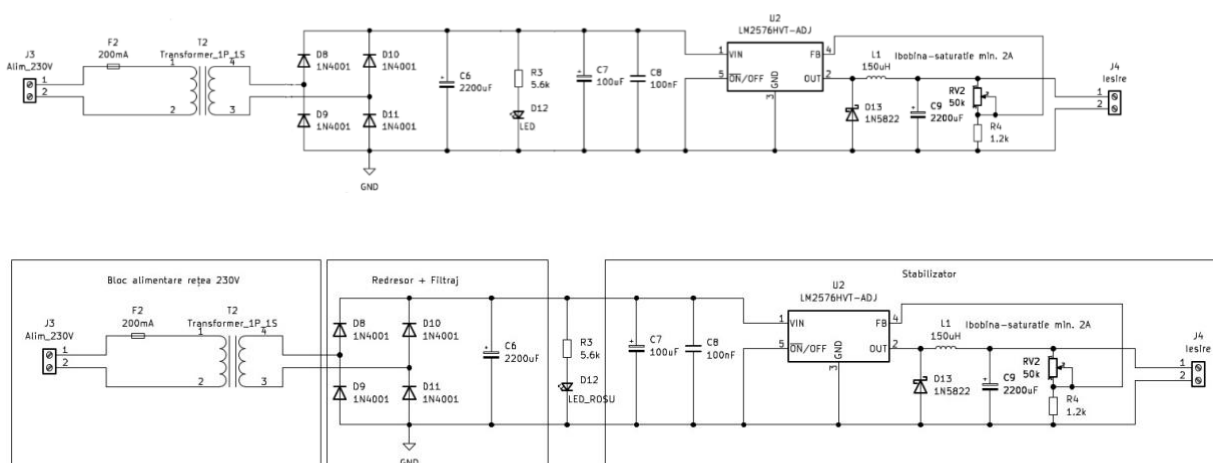 J3
Alim_230V
1
2
F2
200mA
T2
Transformer_1P_1S
1
4
2
3
D8
1N4001
D10
1N4001
D9
1N4001
D11
1N4001
GND
C6
2200uF
R3
5.6k
D12
LED
C7
100uF
C8
100nF
U2
LM2576HVT-ADJ
1
VIN
FB
4
5
ON/OFF
GND
OUT
2
3
L1
150uH
Ibobina-saturatie min. 2A
D13
1N5822
C9
2200uF
RV2
50k
R4
1.2k
J4
Iesire
1
2
Bloc alimentare rețea 230V
Redresor + Filtraj
Stabilizator
J3
Alim_230V
1
2
F2
200mA
T2
Transformer_1P_1S
1
4
2
3
D8
1N4001
D10
1N4001
D9
1N4001
D11
1N4001
GND
C6
2200uF
R3
5.6k
D12
LED_ROSU
C7
100uF
C8
100nF
U2
LM2576HVT-ADJ
1
VIN
FB
4
5
ON/OFF
GND
OUT
2
3
L1
150uH
Ibobina-saturatie min. 2A
D13
1N5822
C9
2200uF
RV2
50k
R4
1.2k
J4
Iesire
1
2